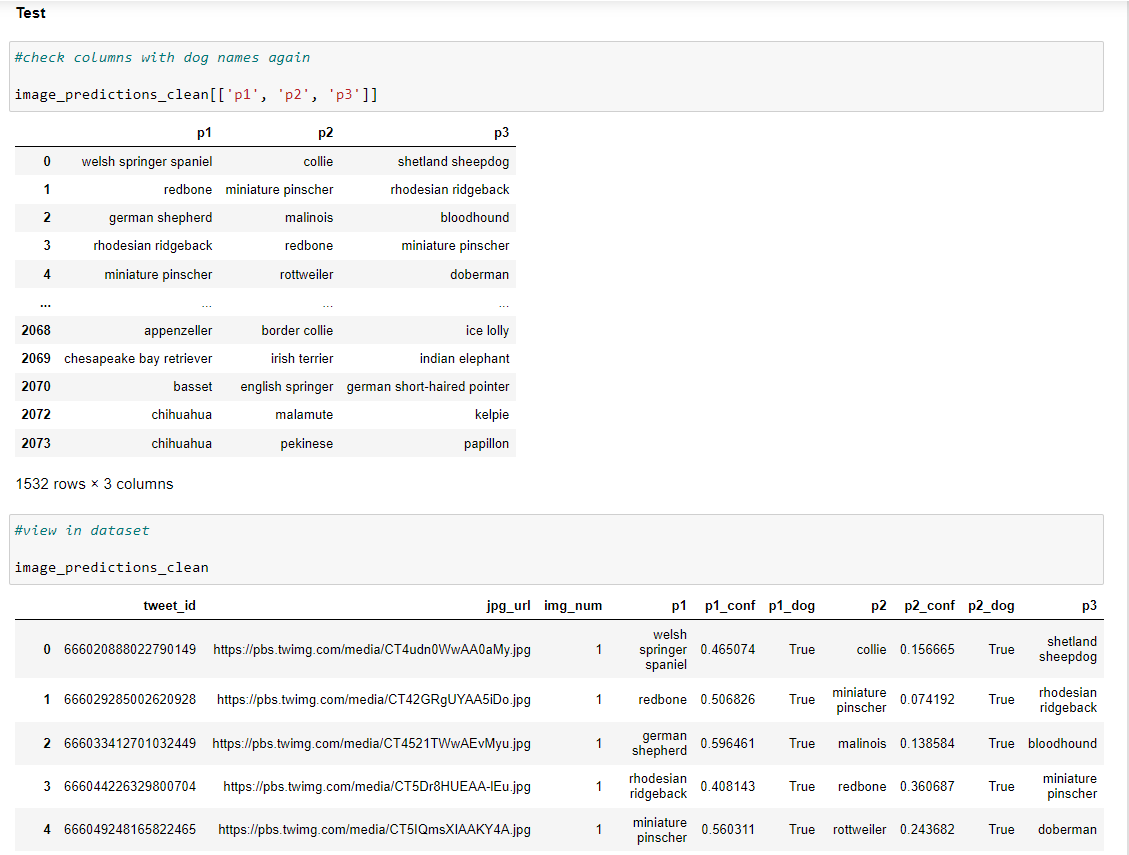 Test
#check columns with dog names again
image_predictions_clean[['p1', 'p2', 'p3']]
p1 p2 p3
0 welsh springer spaniel collie shetland sheepdog
1 redbone miniature pinscher rhodesian ridgeback
2 german shepherd malinois bloodhound
3 rhodesian ridgeback redbone miniature pinscher
4 miniature pinscher rottweiler doberman
... ... ... ...
2068 appenzeller border collie ice lolly
2069 chesapeake bay retriever irish terrier indian elephant
2070 basset english springer german short-haired pointer
2072 chihuahua malamute kelpie
2073 chihuahua pekinese papillon
1532 rows × 3 columns
#view in dataset
image_predictions_clean
tweet_id jpg_url img_num p1 p1_conf p1_dog p2 p2_conf p2_dog p3
0 666020888022790149 https://pbs.twimg.com/media/CT4udn0WwAA0aMy.jpg 1 welsh springer spaniel 0.465074 True collie 0.156665 True shetland sheepdog
1 666029285002620928 https://pbs.twimg.com/media/CT42GRgUYAA5iDo.jpg 1 redbone 0.506826 True miniature pinscher 0.074192 True rhodesian ridgeback
2 666033412701032449 https://pbs.twimg.com/media/CT4521TWwAEvMyu.jpg 1 german shepherd 0.596461 True malinois 0.138584 True bloodhound
3 666044226329800704 https://pbs.twimg.com/media/CT5Dr8HUEAA-lEu.jpg 1 rhodesian ridgeback 0.408143 True redbone 0.360687 True miniature pinscher
4 666049248165822465 https://pbs.twimg.com/media/CT5IQmsXIAAKY4A.jpg 1 miniature pinscher 0.560311 True rottweiler 0.243682 True doberman